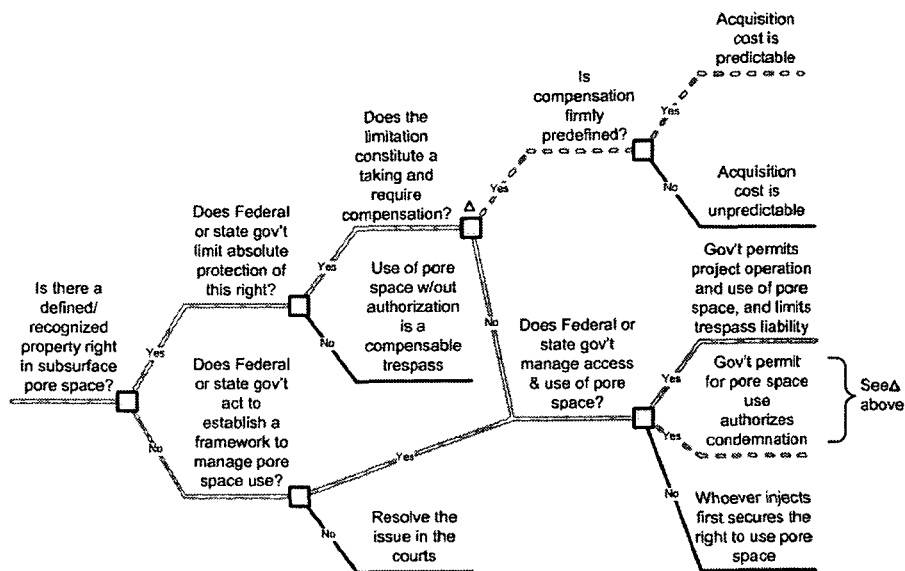 Is there a
defined/
recognized
property right
in subsurface
pore space?
Yes
No
Does Federal
or state gov't
limit absolute
protection of
this right?
Yes
No
Does Federal
or state gov't
act to
establish a
framework to
manage pore
space use?
Yes
No
Does the
limitation
constitute a
taking and
require
compensation?
Δ
Yes
No
Use of pore
space w/out
authorization
is a
compensable
trespass
Resolve the
issue in the
courts
Is
compensation
firmly
predefined?
Yes
No
Acquisition
cost is
predictable
Acquisition
cost is
unpredictable
Does Federal or
state gov't
manage access
& use of pore
space?
Yes
Yes
No
Gov't permits
project operation
and use of pore
space, and limits
trespass liability
Gov't permit
for pore space
use
authorizes
condemnation
See Δ
above
Whoever injects
first secures the
right to use pore
space